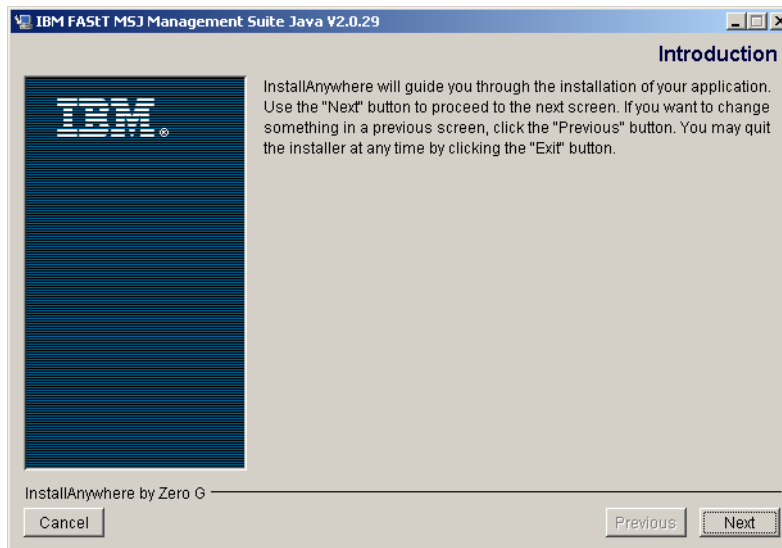 IBM FAStT MSJ Management Suite Java V2.0.29
Introduction
IBM®
InstallAnywhere will guide you through the installation of your application.
Use the "Next" button to proceed to the next screen. If you want to change
something in a previous screen, click the "Previous" button. You may quit
the installer at any time by clicking the "Exit" button.
InstallAnywhere by Zero G
Cancel
Previous
Next